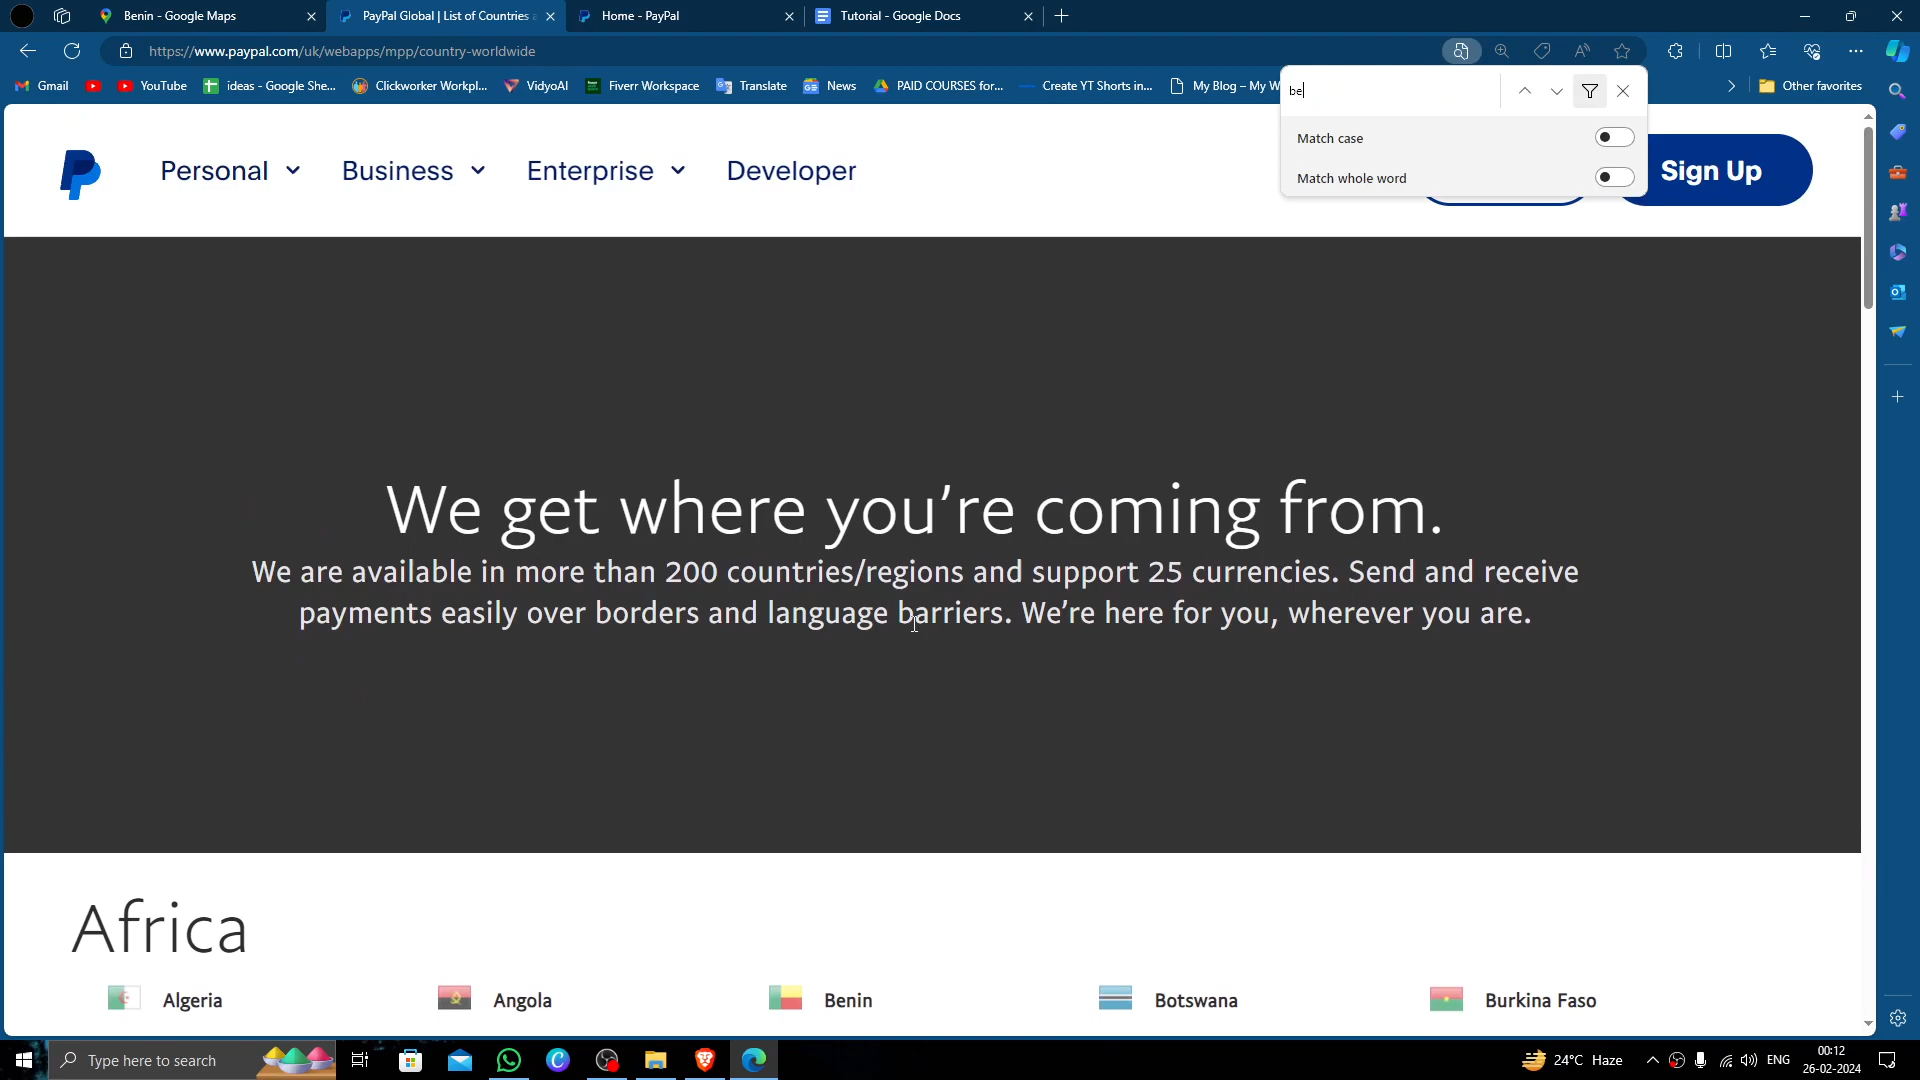 Benin - Google Maps
PayPal Global | List of Countries
Home - PayPal
Tutorial - Google Docs
https://www.paypal.com/uk/webapps/mpp/country-worldwide
Gmail
YouTube
ideas - Google She...
Clickworker Workpl...
VidyoAI
Fiverr Workspace
Translate
News
PAID COURSES for...
Create YT Shorts in...
My Blog – My W
Other favorites
be
Match case
Match whole word
Personal
Business
Enterprise
Developer
Sign Up
We get where you’re coming from.
We are available in more than 200 countries/regions and support 25 currencies. Send and receive
payments easily over borders and language barriers. We’re here for you, wherever you are.
Africa
Algeria
Angola
Benin
Botswana
Burkina Faso
Type here to search
24°C Haze
ENG
00:12
26-02-2024